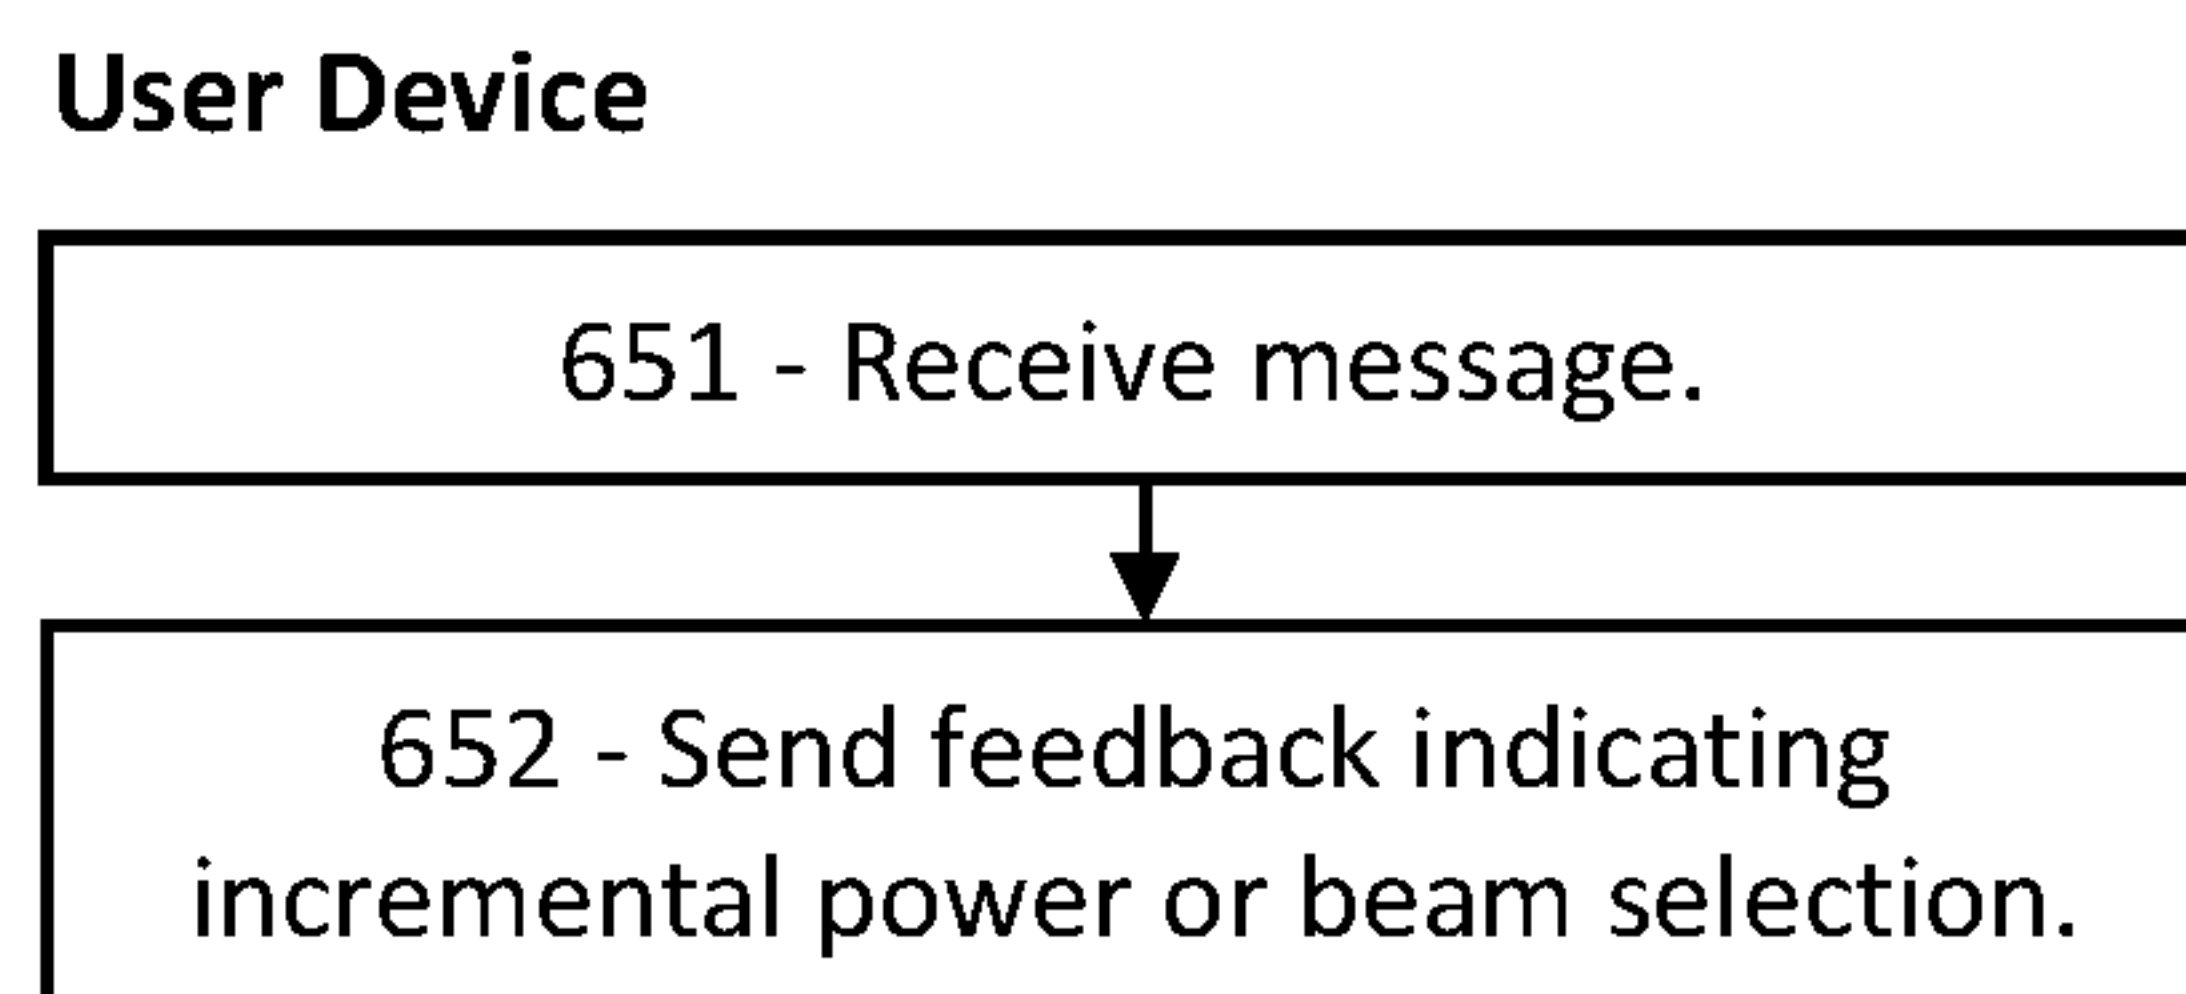 User Device
651 - Receive message.
652 - Send feedback indicating
incremental power or beam selection.